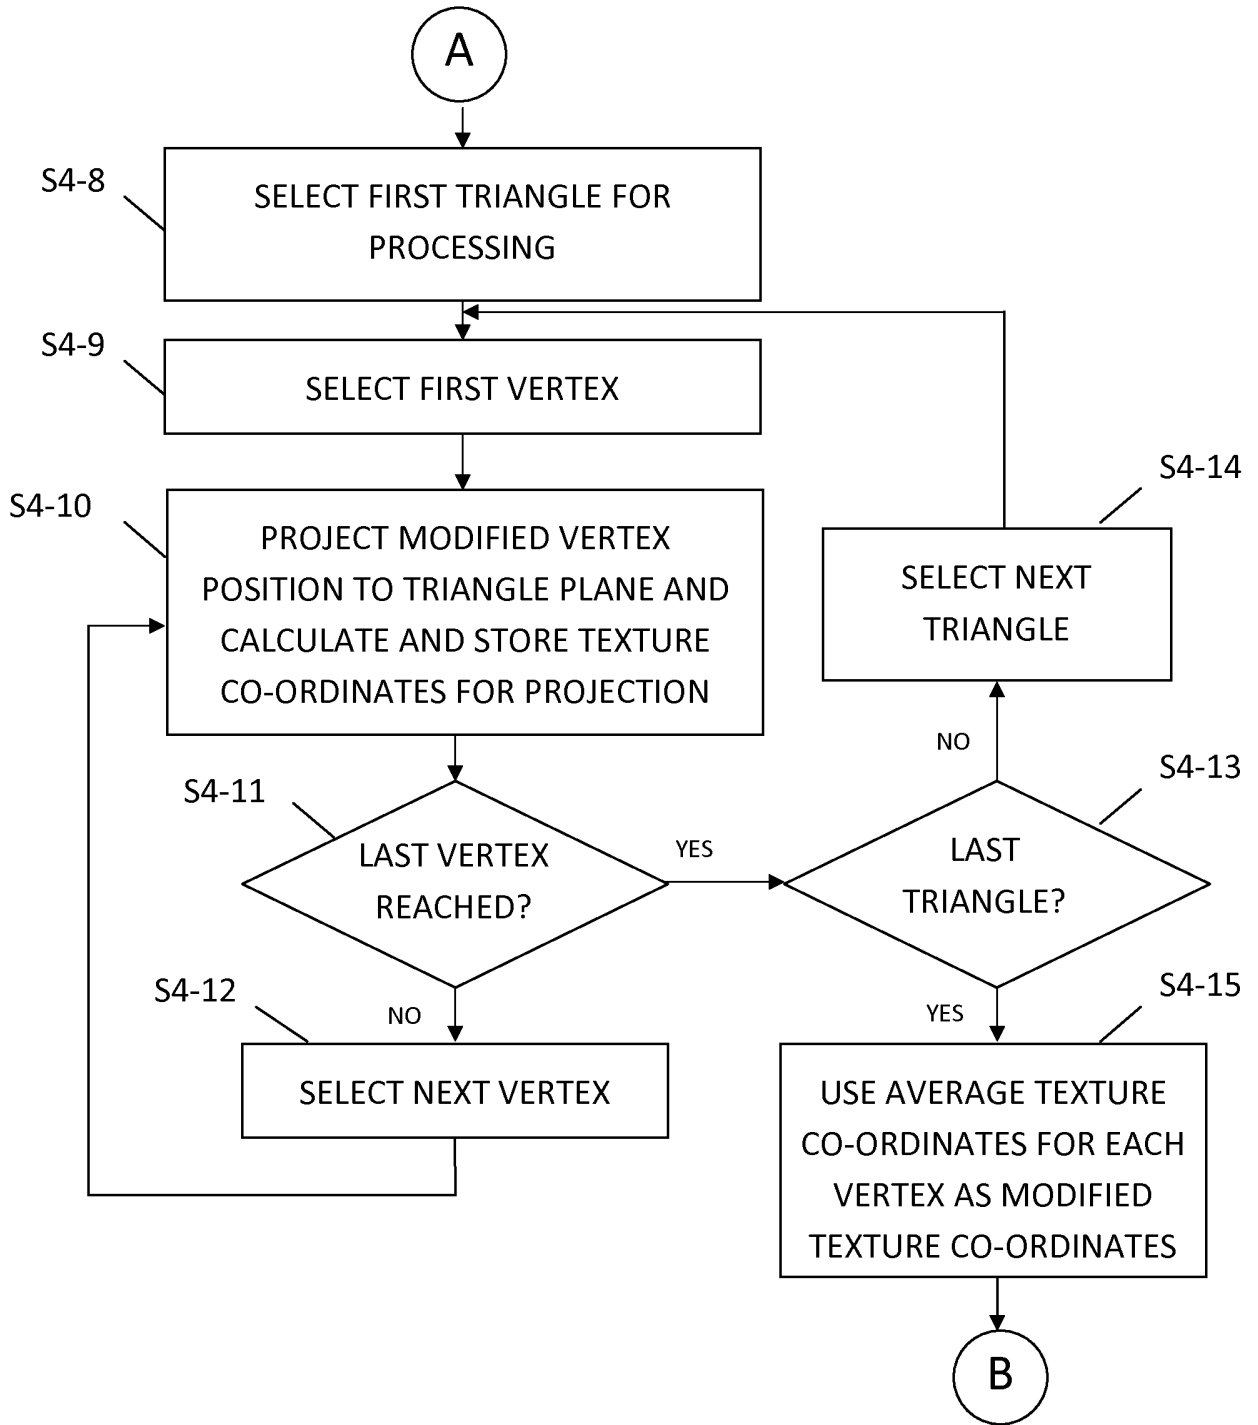 A
S4-8
SELECT FIRST TRIANGLE FOR
PROCESSING
S4-9
SELECT FIRST VERTEX
S4-10
PROJECT MODIFIED VERTEX
POSITION TO TRIANGLE PLANE AND
CALCULATE AND STORE TEXTURE
CO-ORDINATES FOR PROJECTION
S4-14
SELECT NEXT
TRIANGLE
NO
S4-11
LAST VERTEX
REACHED?
YES
S4-13
LAST
TRIANGLE?
S4-12
NO
SELECT NEXT VERTEX
YES
S4-15
USE AVERAGE TEXTURE
CO-ORDINATES FOR EACH
VERTEX AS MODIFIED
TEXTURE CO-ORDINATES
B